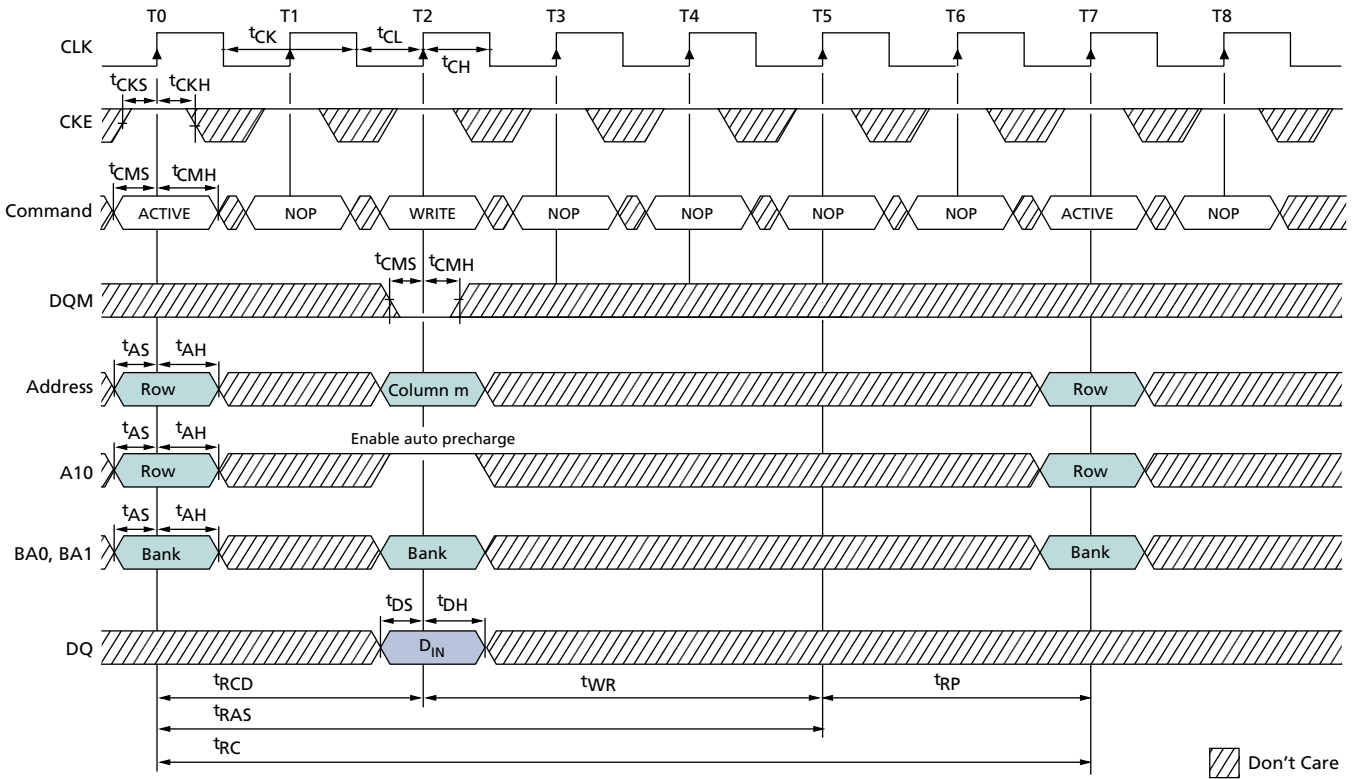 T0 T1 T2 T3 T4 T5 T6 T7 T8
CLK
tCK tCL
tCH
tCKS tCKH
CKE
tCMS tCMH
Command ACTIVE NOP WRITE NOP NOP NOP NOP ACTIVE NOP
tCMS tCMH
DQM
tAS tAH
Address Row Column m Row
tAS tAH Enable auto precharge
A10 Row Row
tAS tAH
BA0, BA1 Bank Bank Bank
tDS tDH
DQ DIN
tRCD tWR tRP
tRAS
tRC
Don't Care